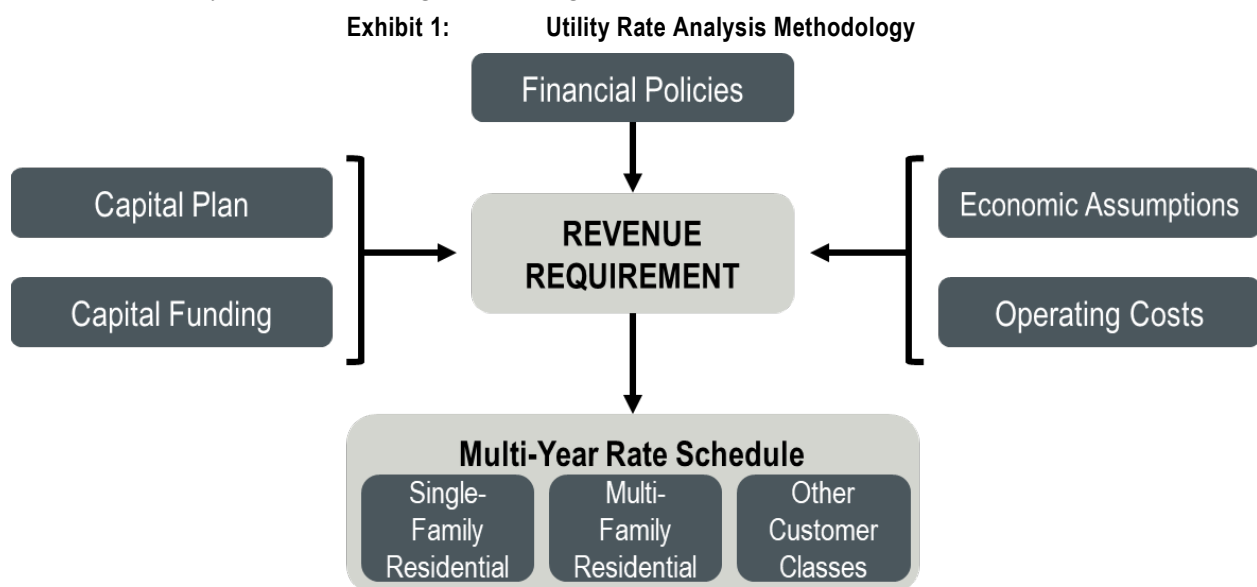 Exhibit 1: Utility Rate Analysis Methodology
Financial Policies
Capital Plan
Capital Funding
REVENUE
REQUIREMENT
Economic Assumptions
Operating Costs
Multi-Year Rate Schedule
Single-
Family
Residential
Multi-
Family
Residential
Other
Customer
Classes